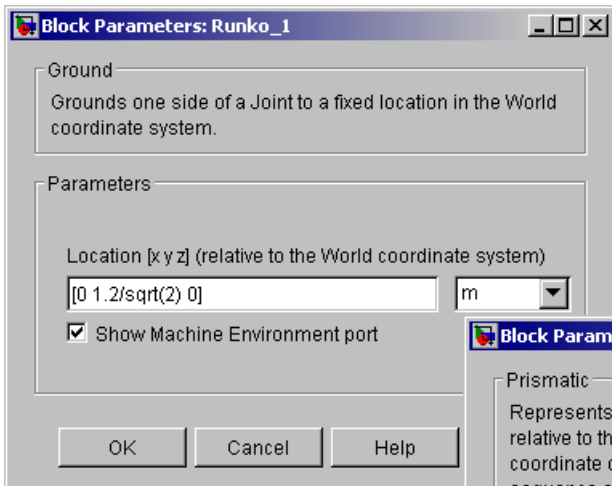 Block Parameters: Runko_1
Ground
Grounds one side of a Joint to a fixed location in the World
coordinate system.
Parameters
Location [x y z] (relative to the World coordinate system)
[0 1.2/sqrt(2) 0]
m
Show Machine Environment port
OK
Cancel
Help
Block Param
Prismatic
Represents
relative to th
coordinate